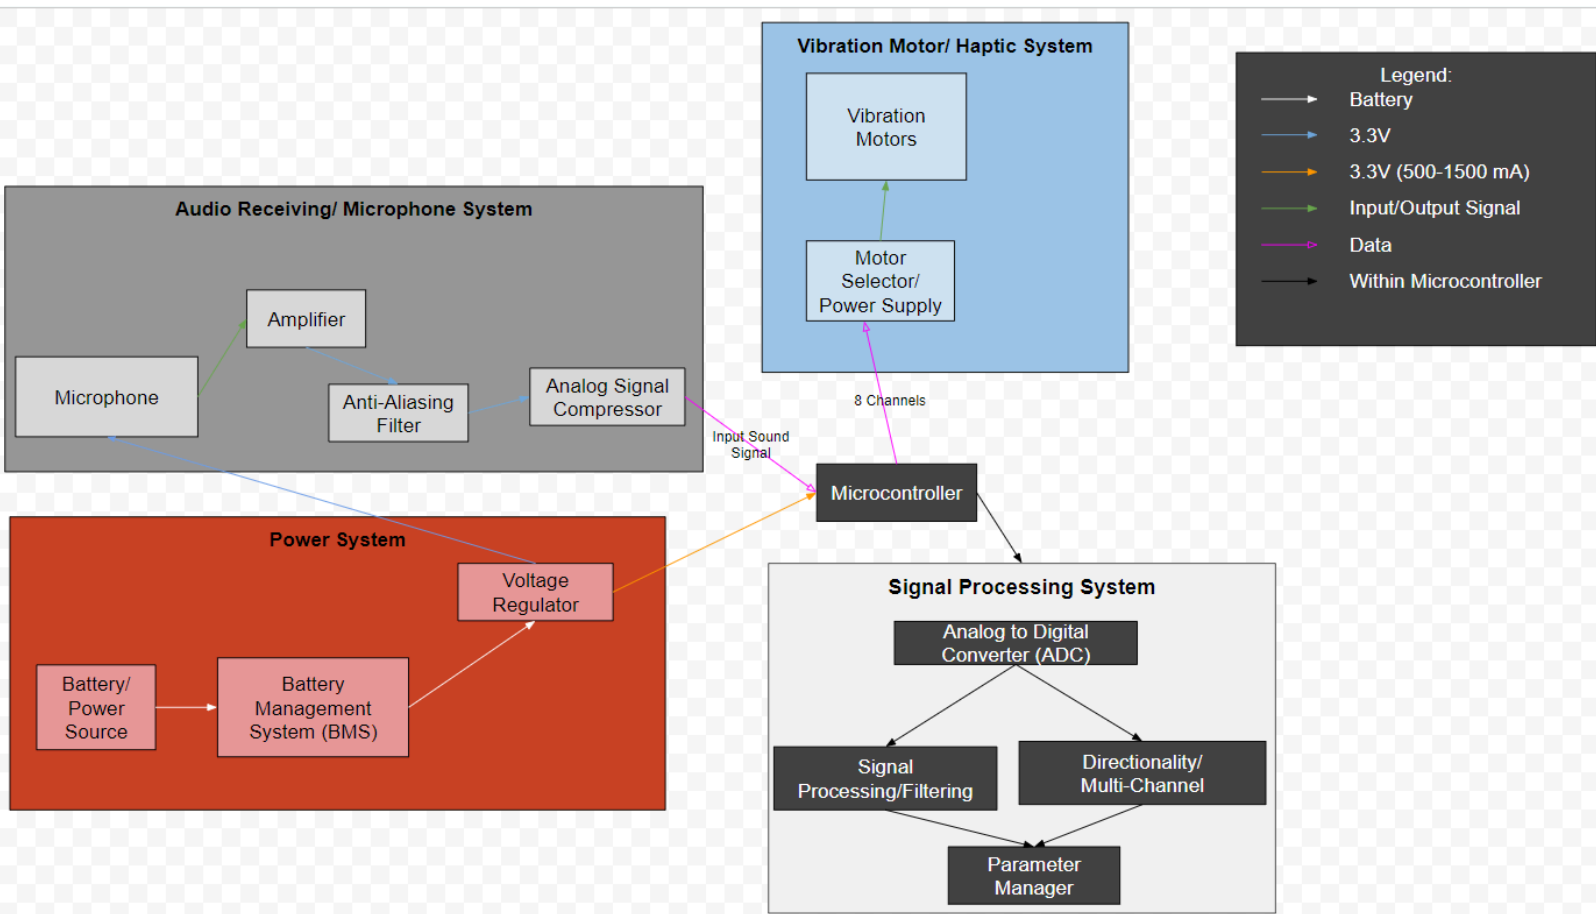 Vibration Motor/ Haptic System
Vibration
Motors
Motor
Selector/
Power Supply
8 Channels
Legend:
Battery
3.3V
3.3V (500-1500 mA)
Input/Output Signal
Data
Within Microcontroller
Audio Receiving/ Microphone System
Amplifier
Microphone
Anti-Aliasing
Filter
Analog Signal
Compressor
Input Sound
Signal
Microcontroller
Power System
Voltage
Regulator
Battery/
Power
Source
Battery
Management
System (BMS)
Signal Processing System
Analog to Digital
Converter (ADC)
Signal
Processing/Filtering
Directionality/
Multi-Channel
Parameter
Manager